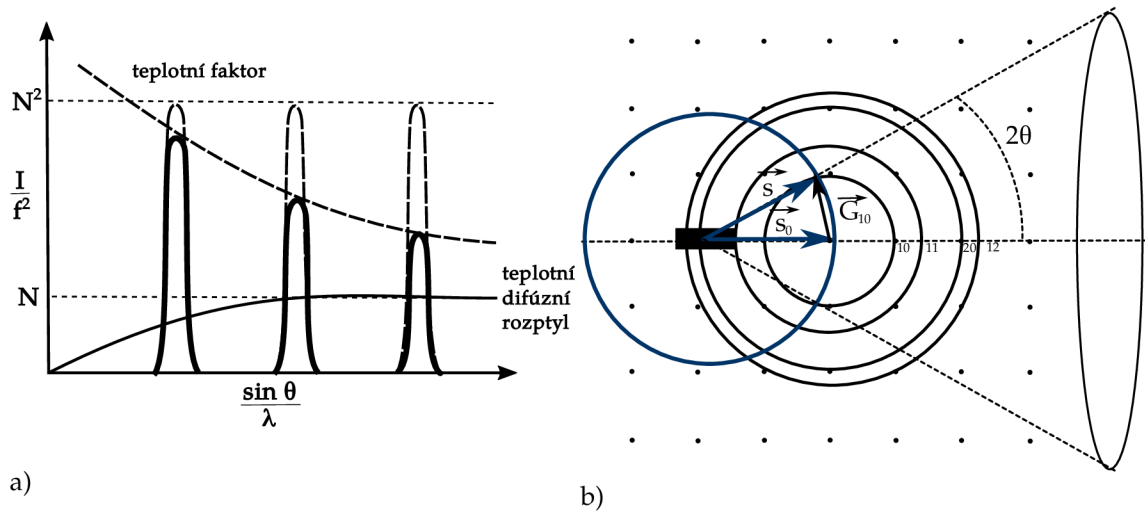 teplotní faktor
N²
I
f²
N
teplotní
difúzní
rozptyl
sin θ
λ
a)
2θ
s
s₀
G₁₀
10
11
20
12
b)